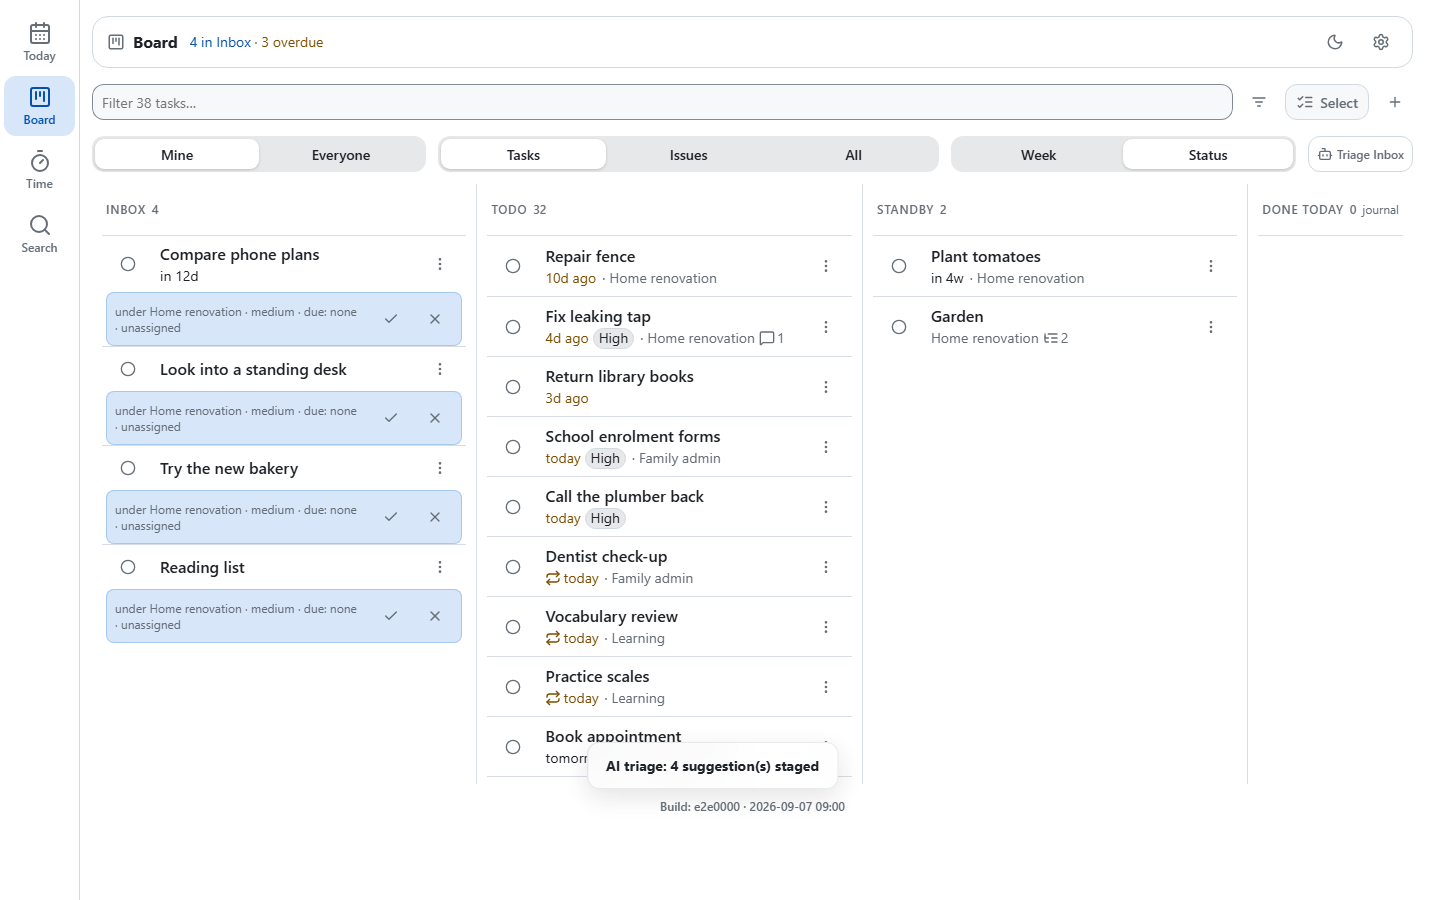 Today
Board
Time
Search
Board 4 in Inbox · 3 overdue
Filter 38 tasks...
Select
Mine
Everyone
Tasks
Issues
All
Week
Status
Triage Inbox
INBOX 4
Compare phone plans
in 12d
under Home renovation · medium · due: none
· unassigned
Look into a standing desk
under Home renovation · medium · due: none
· unassigned
Try the new bakery
under Home renovation · medium · due: none
· unassigned
Reading list
under Home renovation · medium · due: none
· unassigned
TODO 32
Repair fence
10d ago · Home renovation
Fix leaking tap
4d ago High · Home renovation 1
Return library books
3d ago
School enrolment forms
today High · Family admin
Call the plumber back
today High
Dentist check-up
today · Family admin
Vocabulary review
today · Learning
Practice scales
today · Learning
Book appointment
STANDBY 2
Plant tomatoes
in 4w · Home renovation
Garden
Home renovation 2
DONE TODAY 0 journal
AI triage: 4 suggestion(s) staged
Build: e2e0000 · 2026-09-07 09:00